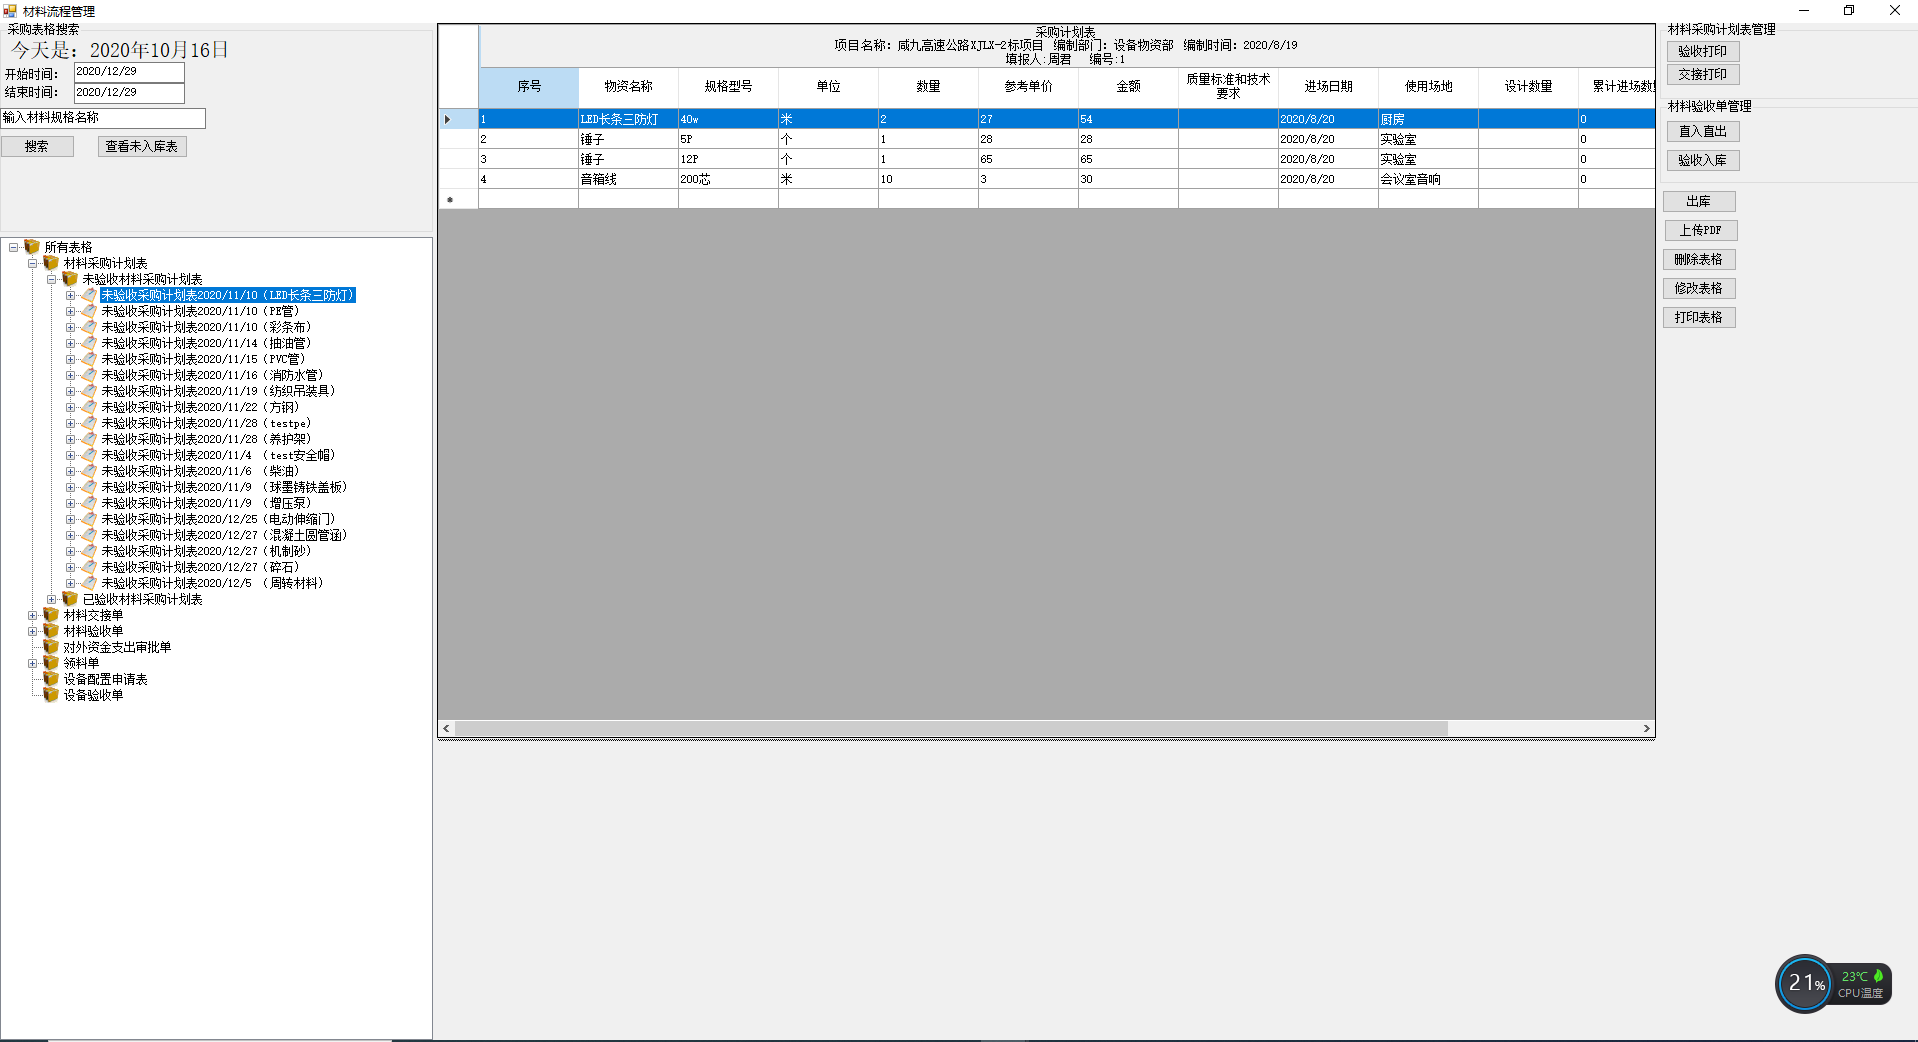 材料流程管理
采购表格搜索
今天是：2020年10月16日
开始时间： 2020/12/29
结束时间： 2020/12/29
输入材料规格名称
搜索 查看未入库表
所有表格
材料采购计划表
未验收材料采购计划表
未验收采购计划表2020/11/10（LED长条三防灯）
未验收采购计划表2020/11/10（PE管）
未验收采购计划表2020/11/10（彩条布）
未验收采购计划表2020/11/14（抽油管）
未验收采购计划表2020/11/15（PVC管）
未验收采购计划表2020/11/16（消防水管）
未验收采购计划表2020/11/19（纺织吊装具）
未验收采购计划表2020/11/22（方钢）
未验收采购计划表2020/11/28（testpe）
未验收采购计划表2020/11/28（养护架）
未验收采购计划表2020/11/4 （test安全帽）
未验收采购计划表2020/11/6 （柴油）
未验收采购计划表2020/11/9 （球墨铸铁盖板）
未验收采购计划表2020/11/9 （增压泵）
未验收采购计划表2020/12/25（电动伸缩门）
未验收采购计划表2020/12/27（混凝土圆管涵）
未验收采购计划表2020/12/27（机制砂）
未验收采购计划表2020/12/27（碎石）
未验收采购计划表2020/12/5 （周转材料）
已验收材料采购计划表
材料交接单
材料验收单
对外资金支出审批单
领料单
设备配置申请表
设备验收单
采购计划表
项目名称：咸九高速公路XJLX-2标项目 编制部门：设备物资部 编制时间：2020/8/19
填报人:周君 编号:1
序号 物资名称 规格型号 单位 数量 参考单价 金额 质量标准和技术要求 进场日期 使用场地 设计数量 累计进场数
1 LED长条三防灯 40w 米 2 27 54 2020/8/20 厨房 0
2 锤子 5P 个 1 28 28 2020/8/20 实验室 0
3 锤子 12P 个 1 65 65 2020/8/20 实验室 0
4 音箱线 200芯 米 10 3 30 2020/8/20 会议室音响 0
材料采购计划表管理
验收打印
交接打印
材料验收单管理
直入直出
验收入库
出库
上传PDF
删除表格
修改表格
打印表格
21%
23℃
CPU温度